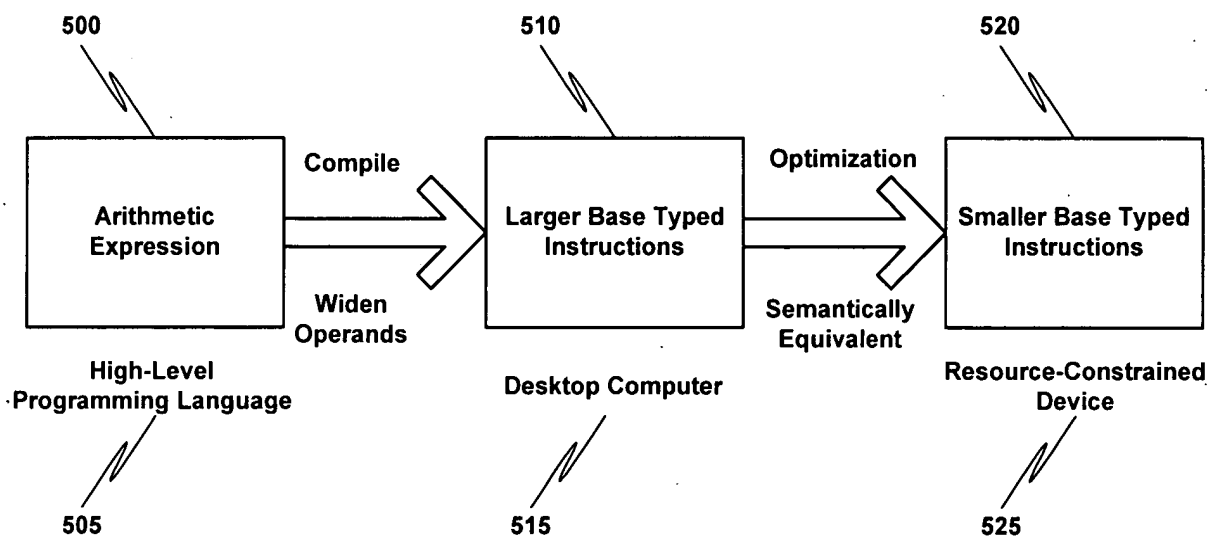 500
510
520
Arithmetic
Expression
Compile
Widen
Operands
Larger Base Typed
Instructions
Optimization
Semantically
Equivalent
Smaller Base Typed
Instructions
High-Level
Programming Language
Desktop Computer
Resource-Constrained
Device
505
515
525